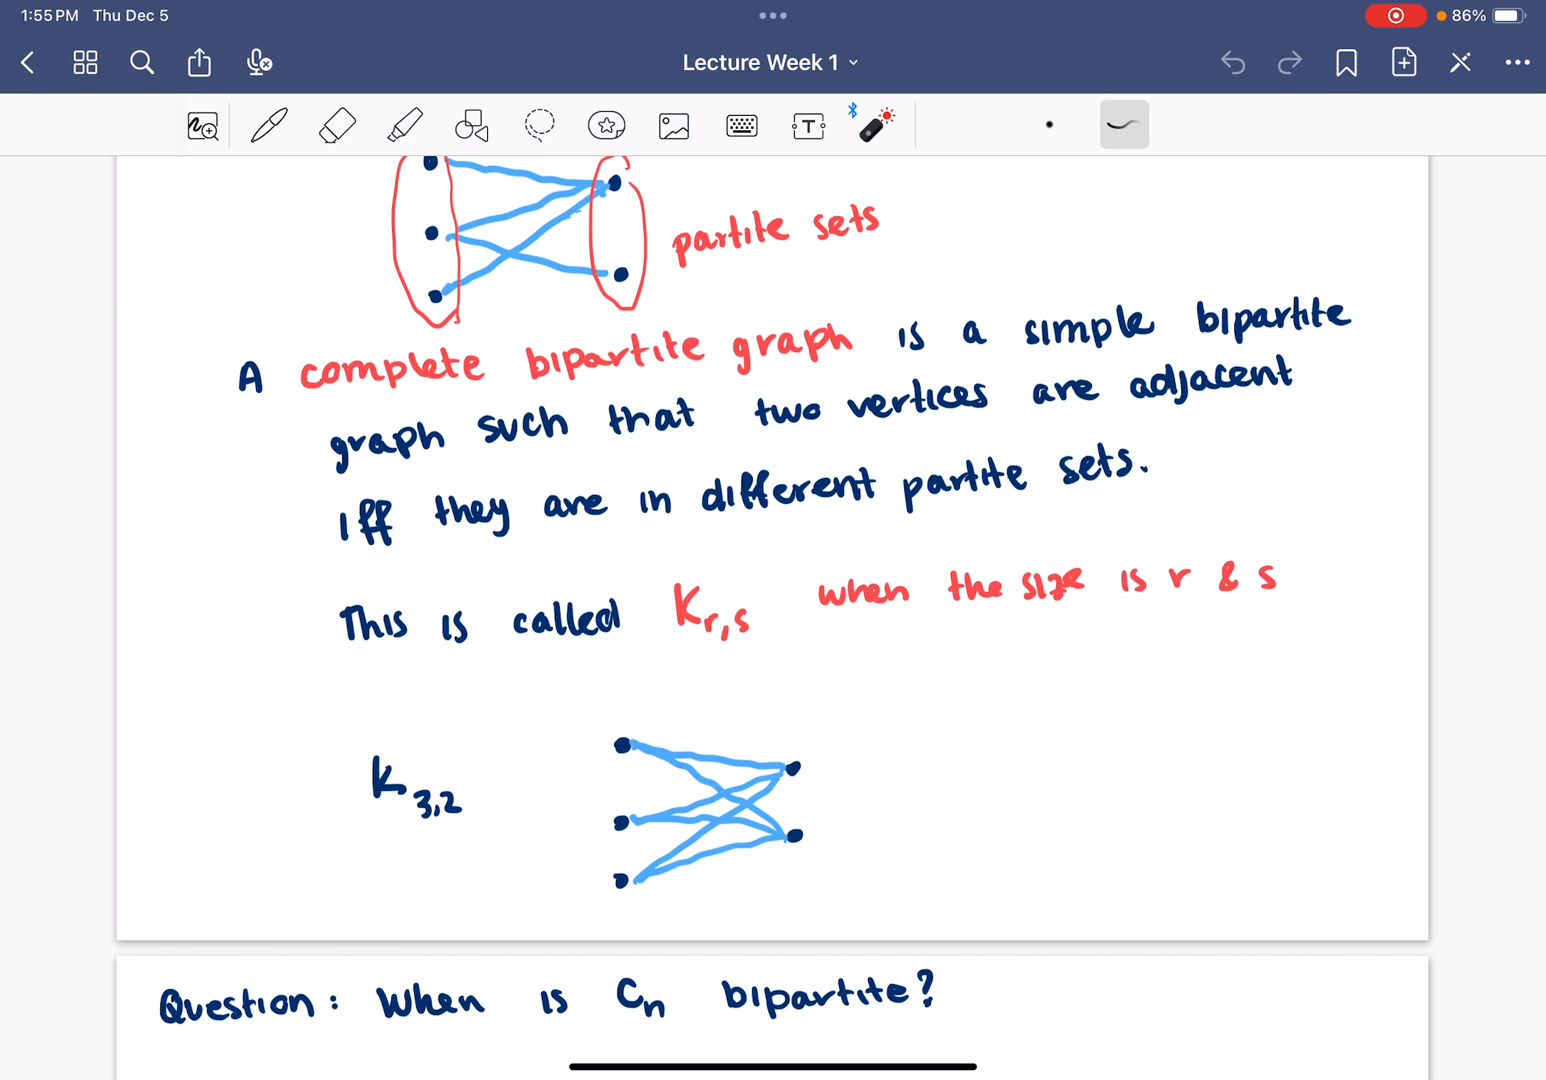 1:55 PM Thu Dec 5
86%
Lecture Week 1
T
partite sets
A complete bipartite graph is a simple bipartite
graph such that two vertices are adjacent
iff they are in different partite sets.
This is called Kr,s when the size is r & s
K3,2
Question: When is Cn bipartite?